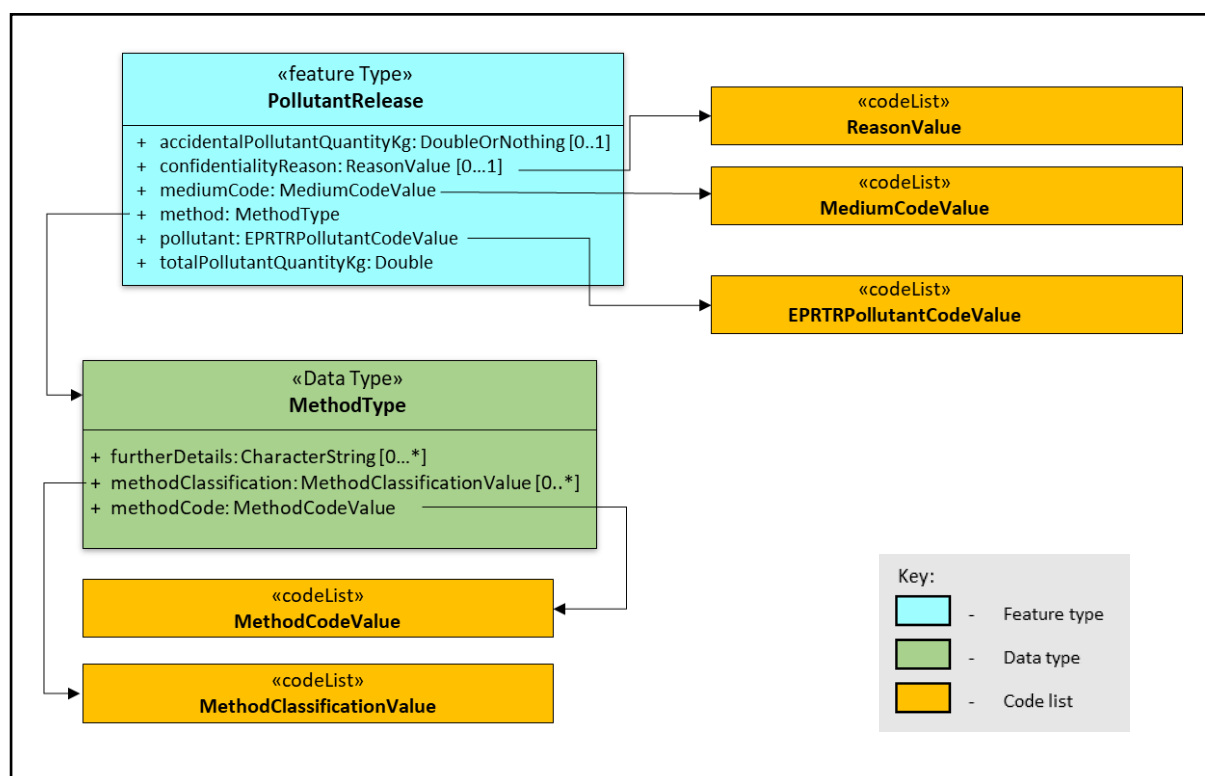 «feature Type»
PollutantRelease
+ accidentalPollutantQuantityKg: DoubleOrNothing [0..1]
+ confidentialityReason: ReasonValue [0...1]
+ mediumCode: MediumCodeValue
+ method: MethodType
+ pollutant: EPRTRPollutantCodeValue
+ totalPollutantQuantityKg: Double
«codeList»
ReasonValue
«codeList»
MediumCodeValue
«codeList»
EPRTRPollutantCodeValue
«Data Type»
MethodType
+ furtherDetails: CharacterString [0...*]
+ methodClassification: MethodClassificationValue [0..*]
+ methodCode: MethodCodeValue
«codeList»
MethodCodeValue
«codeList»
MethodClassificationValue
Key:
- Feature type
- Data type
- Code list